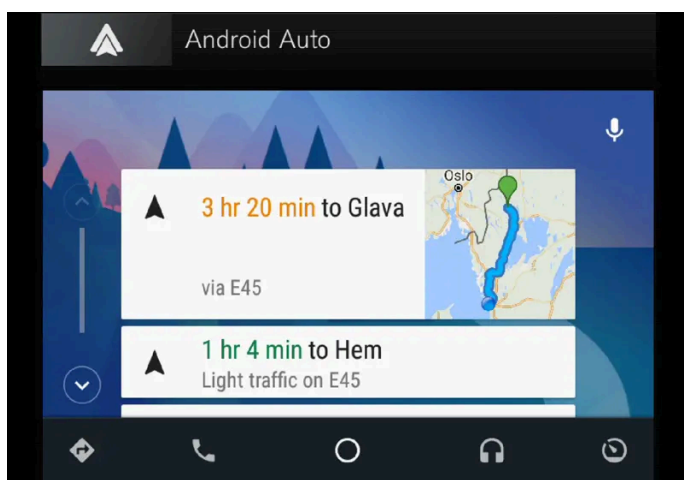 Android Auto
3 hr 20 min to Glava
via E45
Oslo
1 hr 4 min to Hem
Light traffic on E45